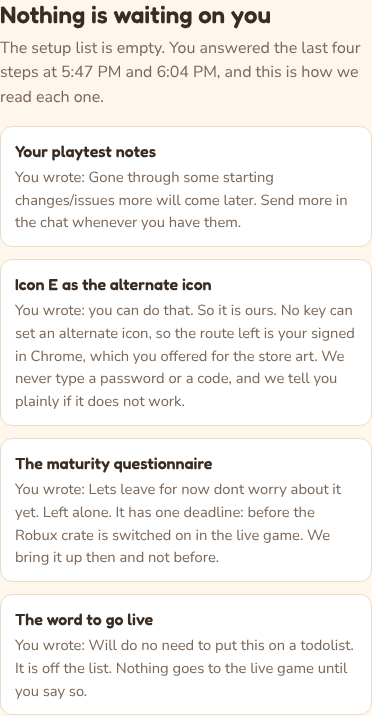 Nothing is waiting on you
The setup list is empty. You answered the last four
steps at 5:47 PM and 6:04 PM, and this is how we
read each one.
Your playtest notes
You wrote: Gone through some starting
changes/issues more will come later. Send more in
the chat whenever you have them.
Icon E as the alternate icon
You wrote: you can do that. So it is ours. No key can
set an alternate icon, so the route left is your signed
in Chrome, which you offered for the store art. We
never type a password or a code, and we tell you
plainly if it does not work.
The maturity questionnaire
You wrote: Lets leave for now dont worry about it
yet. Left alone. It has one deadline: before the
Robux crate is switched on in the live game. We
bring it up then and not before.
The word to go live
You wrote: Will do no need to put this on a todolist.
It is off the list. Nothing goes to the live game until
you say so.